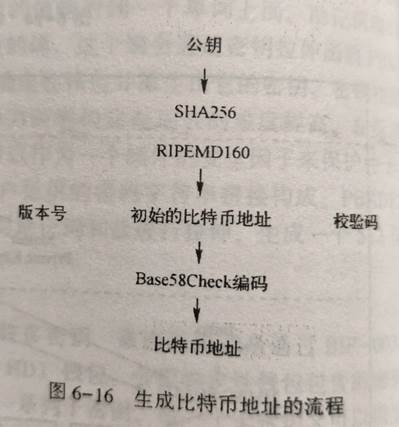 公钥
SHA256
RIPEMD160
版本号 初始的比特币地址 校验码
Base58Check编码
比特币地址
图 6-16 生成比特币地址的流程